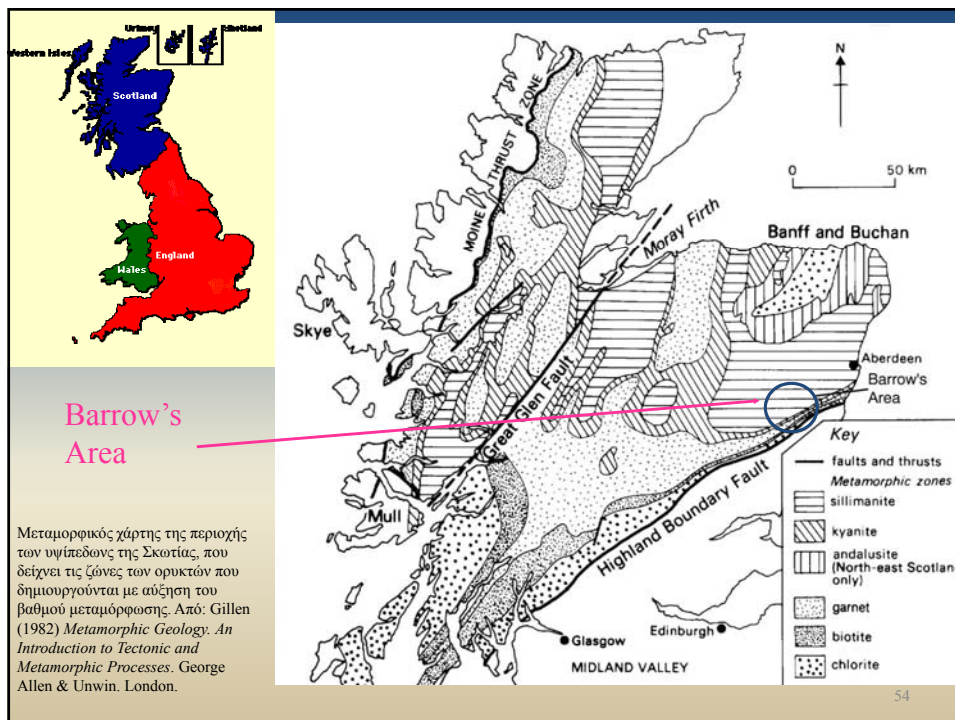 Urkney
Shetland
Western Isles
Scotland
England
Wales
Barrow’s
Area
Μεταμορφικός χάρτης της περιοχής
των υψίπεδωνς της Σκωτίας, που
δείχνει τις ζώνες των ορυκτών που
δημιουργούνται με αύξηση του
βαθμού μεταμόρφωσης. Από: Gillen
(1982) Metamorphic Geology. An
Introduction to Tectonic and
Metamorphic Processes. George
Allen & Unwin. London.
N
0 50 km
MOINE THRUST ZONE
Moray Firth
Banff and Buchan
Skye
Great Glen Fault
Aberdeen
Barrow's
Area
Mull
Highland Boundary Fault
Glasgow
Edinburgh
MIDLAND VALLEY
Key
faults and thrusts
Metamorphic zones
sillimanite
kyanite
andalusite
(North-east Scotlan
only)
garnet
biotite
chlorite
54